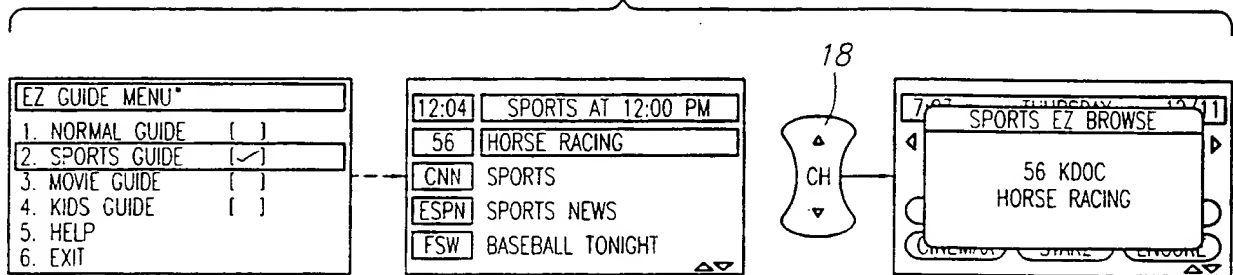 18
EZ GUIDE MENU
1. NORMAL GUIDE [ ]
2. SPORTS GUIDE [✓]
3. MOVIE GUIDE [ ]
4. KIDS GUIDE [ ]
5. HELP
6. EXIT
12:04 SPORTS AT 12:00 PM
56 HORSE RACING
CNN SPORTS
ESPN SPORTS NEWS
FSW BASEBALL TONIGHT
CH
SPORTS EZ BROWSE
56 KDOC
HORSE RACING